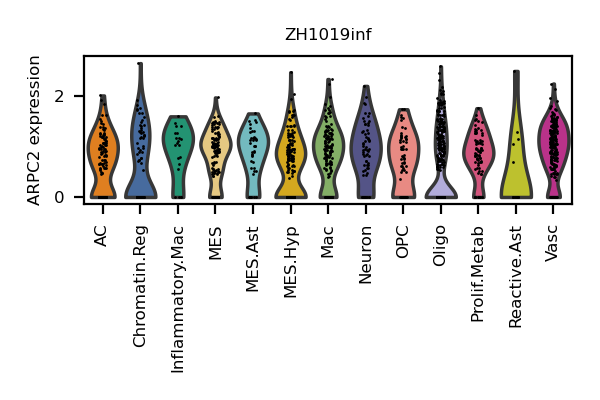 ZH1019inf
ARPC2 expression
2
0
AC
Chromatin.Reg
Inflammatory.Mac
MES
MES.Ast
MES.Hyp
Mac
Neuron
OPC
Oligo
Prolif.Metab
Reactive.Ast
Vasc